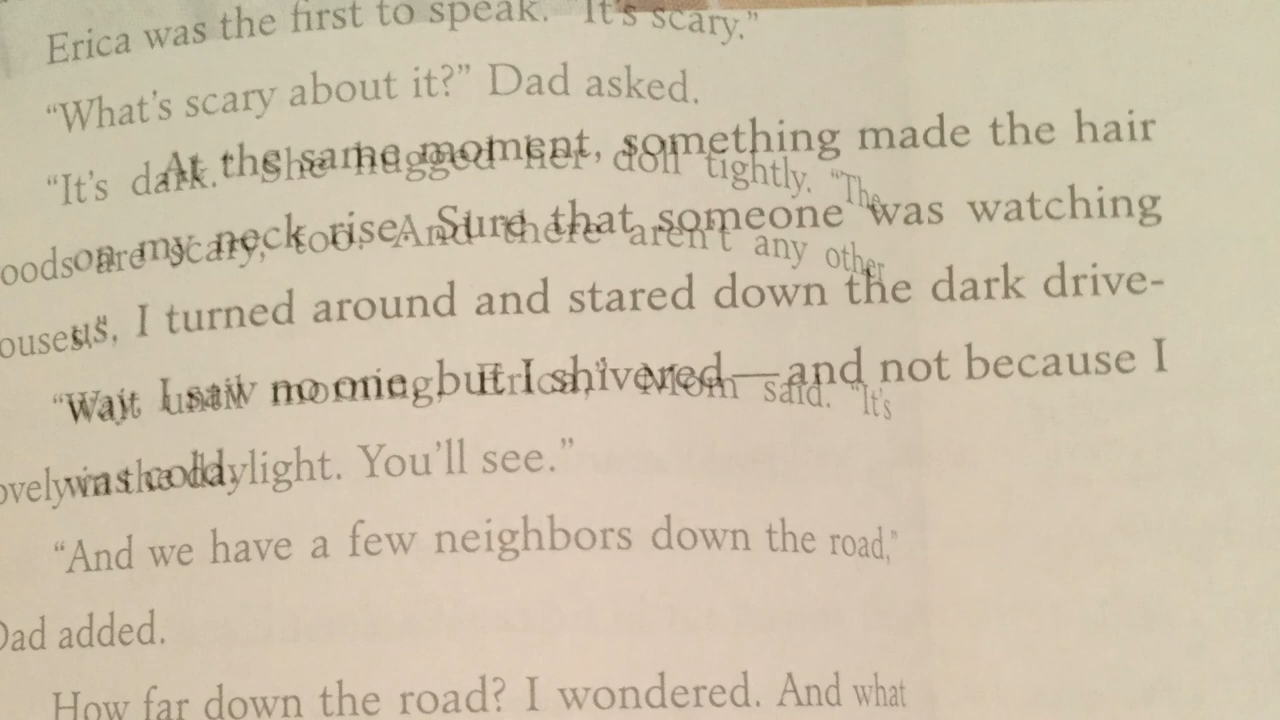 Erica was the first to speak. "It's scary."
"What's scary about it?" Dad asked.
At the same moment, something made the hair
"It's dark." She hugged her doll tightly. "The
on my neck rise. Sure that someone was watching
oods are scary, too. And there aren't any other
us, I turned around and stared down the dark drive-
ouses."
I saw no one, but I shivered—and not because I
"Wait until morning, Erica," Mom said. "It's
was cold.
ovely in the daylight. You'll see."
"And we have a few neighbors down the road,"
Dad added.
How far down the road? I wondered. And what